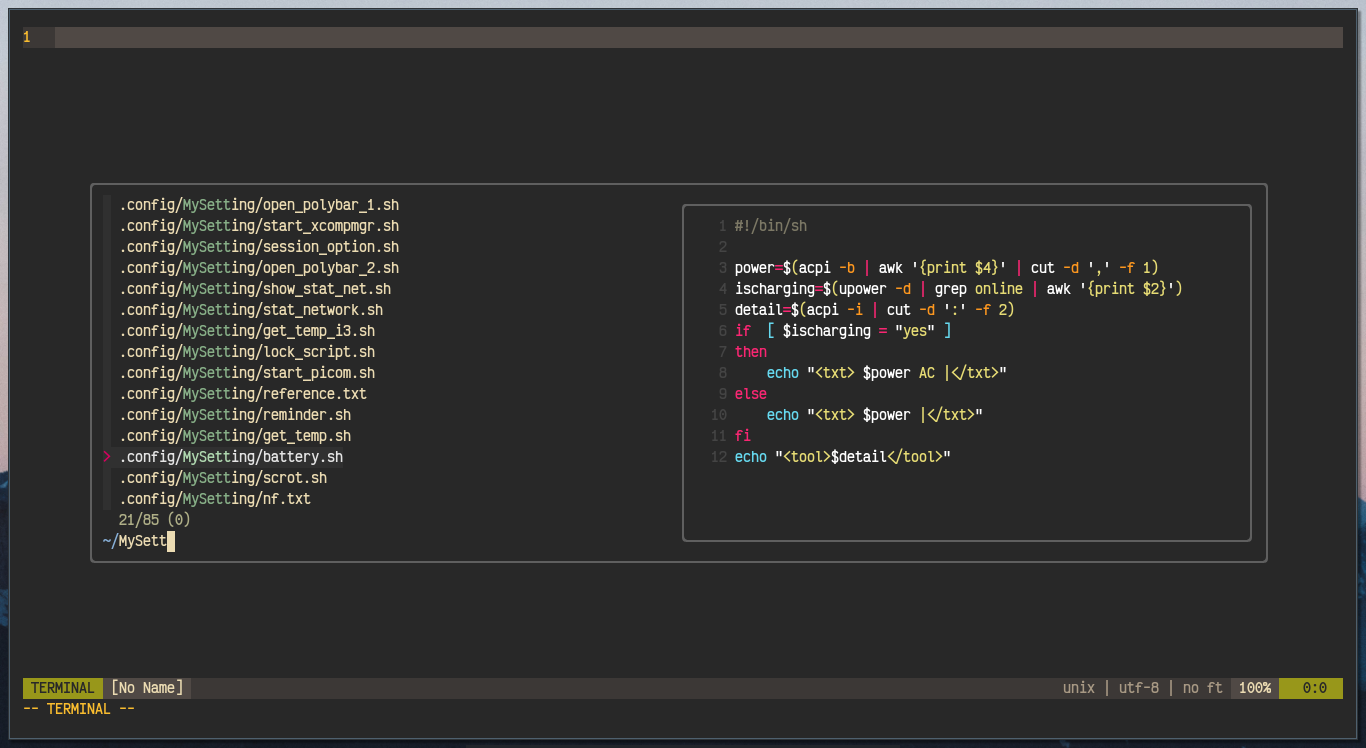 1
.config/MySetting/open_polybar_1.sh
.config/MySetting/start_xcompmgr.sh
.config/MySetting/session_option.sh
.config/MySetting/open_polybar_2.sh
.config/MySetting/show_stat_net.sh
.config/MySetting/stat_network.sh
.config/MySetting/get_temp_i3.sh
.config/MySetting/lock_script.sh
.config/MySetting/start_picom.sh
.config/MySetting/reference.txt
.config/MySetting/reminder.sh
.config/MySetting/get_temp.sh
> .config/MySetting/battery.sh
.config/MySetting/scrot.sh
.config/MySetting/nf.txt
21/85 (0)
~/MySett
1 #!/bin/sh
2
3 power=$(acpi -b | awk '{print $4}' | cut -d ',' -f 1)
4 ischarging=$(upower -d | grep online | awk '{print $2}')
5 detail=$(acpi -i | cut -d ':' -f 2)
6 if  [ $ischarging = "yes" ]
7 then
8     echo "<txt> $power AC |</txt>"
9 else
10     echo "<txt> $power |</txt>"
11 fi
12 echo "<tool>$detail</tool>"
TERMINAL [No Name] unix | utf-8 | no ft 100% 0:0
-- TERMINAL --